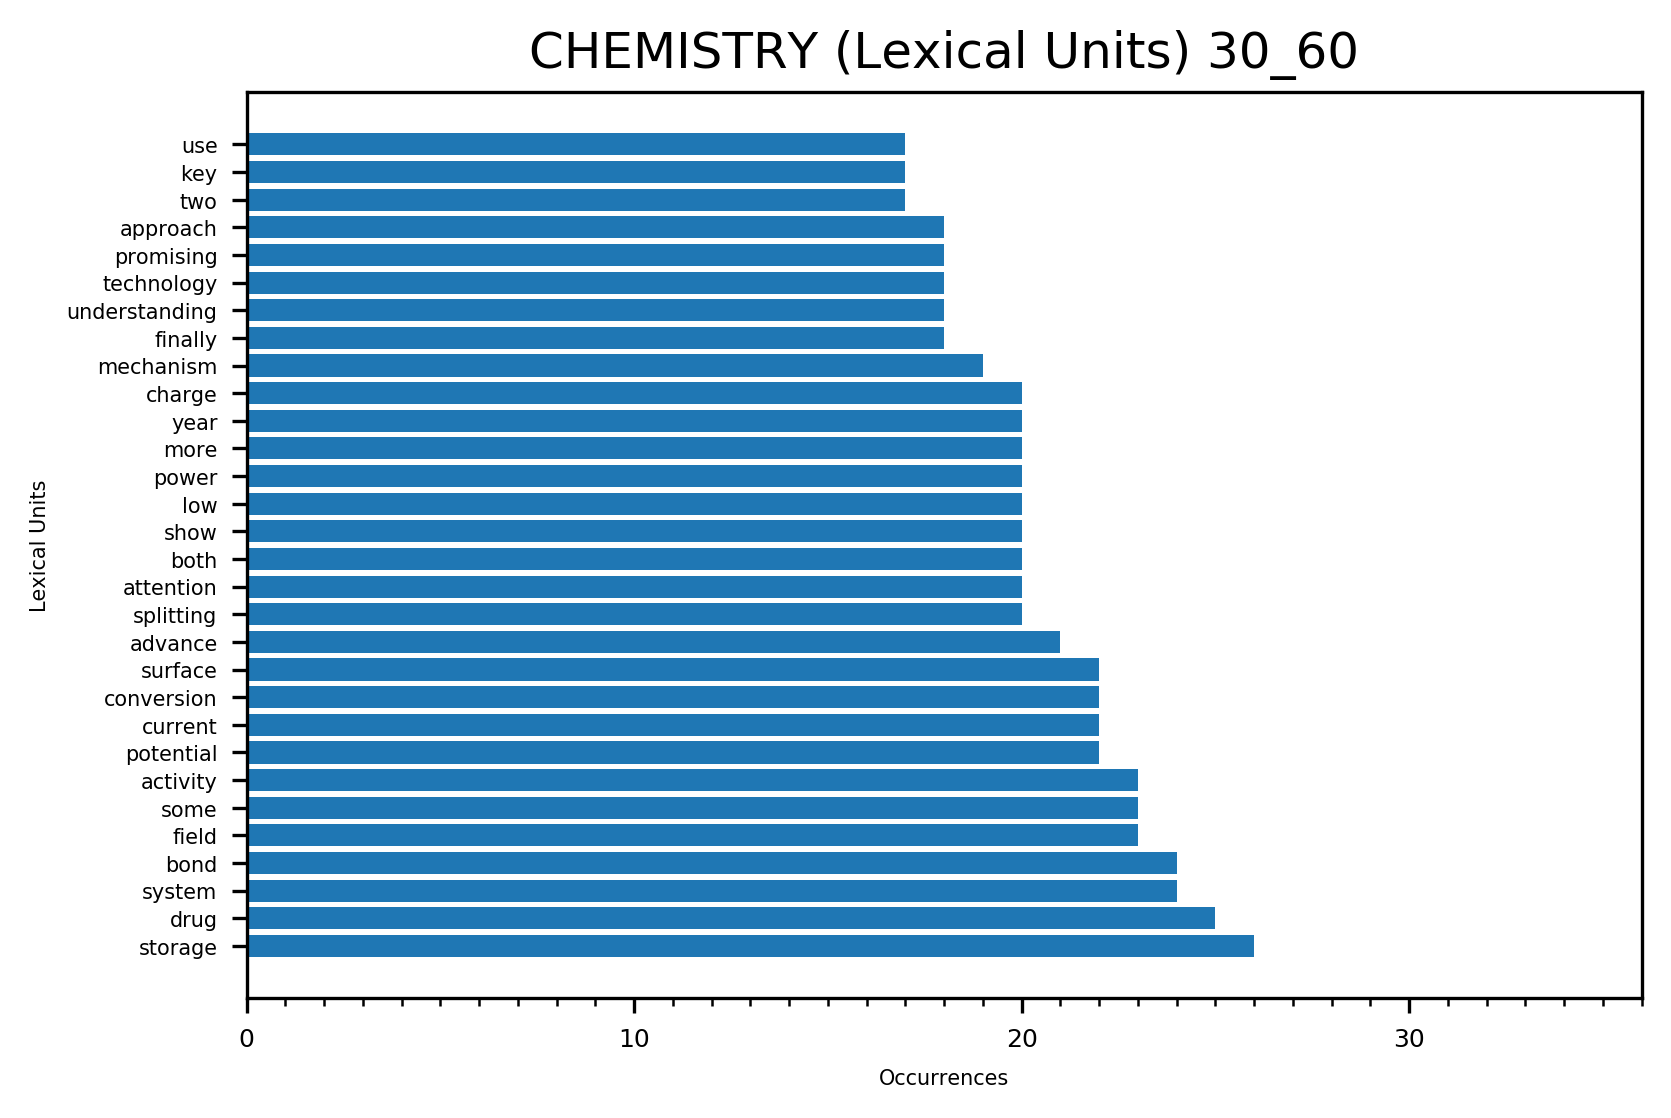 CHEMISTRY (Lexical Units) 30_60
use
key
two
approach
promising
technology
understanding
finally
mechanism
charge
year
more
power
low
show
both
attention
splitting
advance
surface
conversion
current
potential
activity
some
field
bond
system
drug
storage
Lexical Units
0 10 20 30
Occurrences